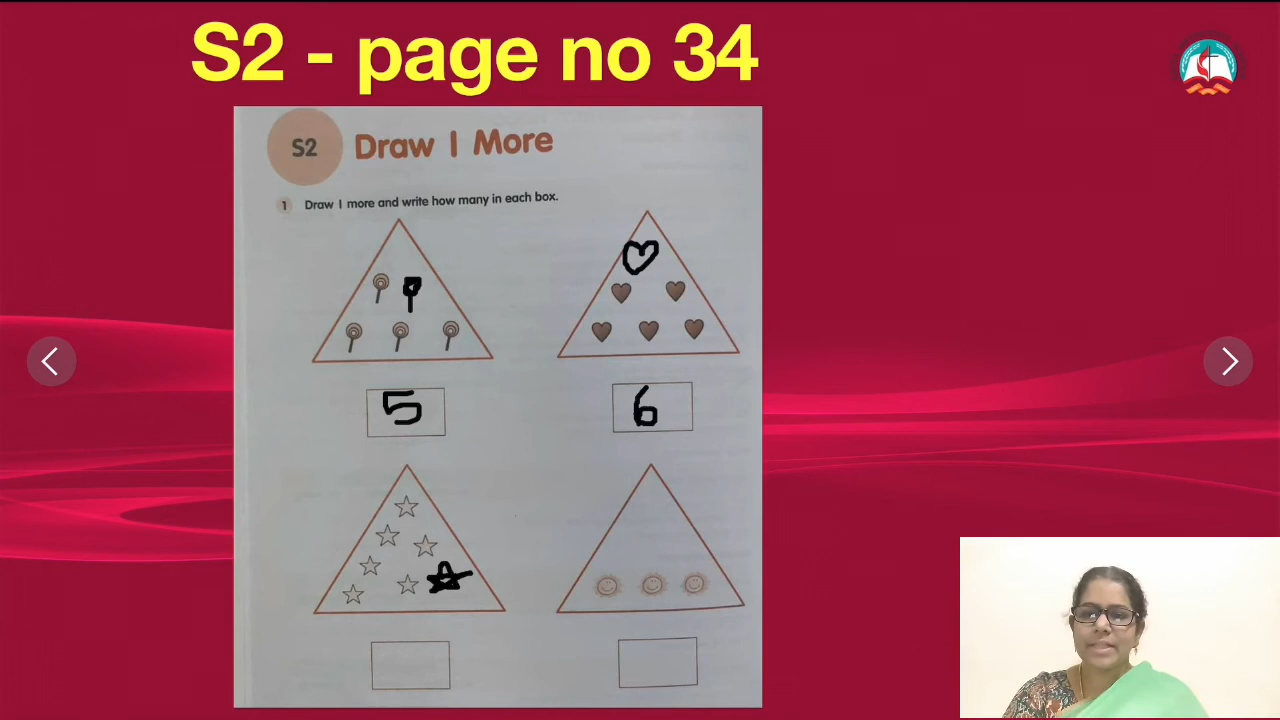 S2 - page no 34
S2 Draw 1 More
1 Draw 1 more and write how many in each box.
5 6